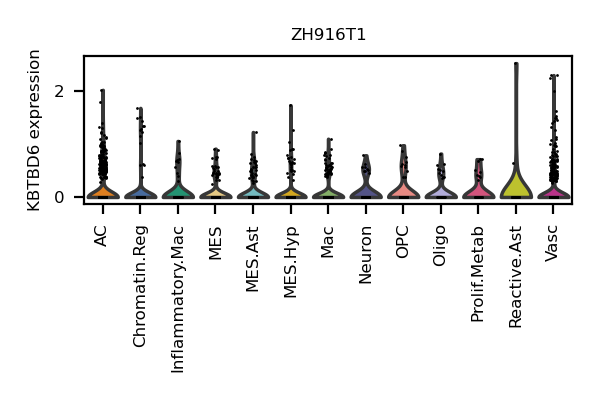 ZH916T1
KBTBD6 expression
2
0
AC
Chromatin.Reg
Inflammatory.Mac
MES
MES.Ast
MES.Hyp
Mac
Neuron
OPC
Oligo
Prolif.Metab
Reactive.Ast
Vasc